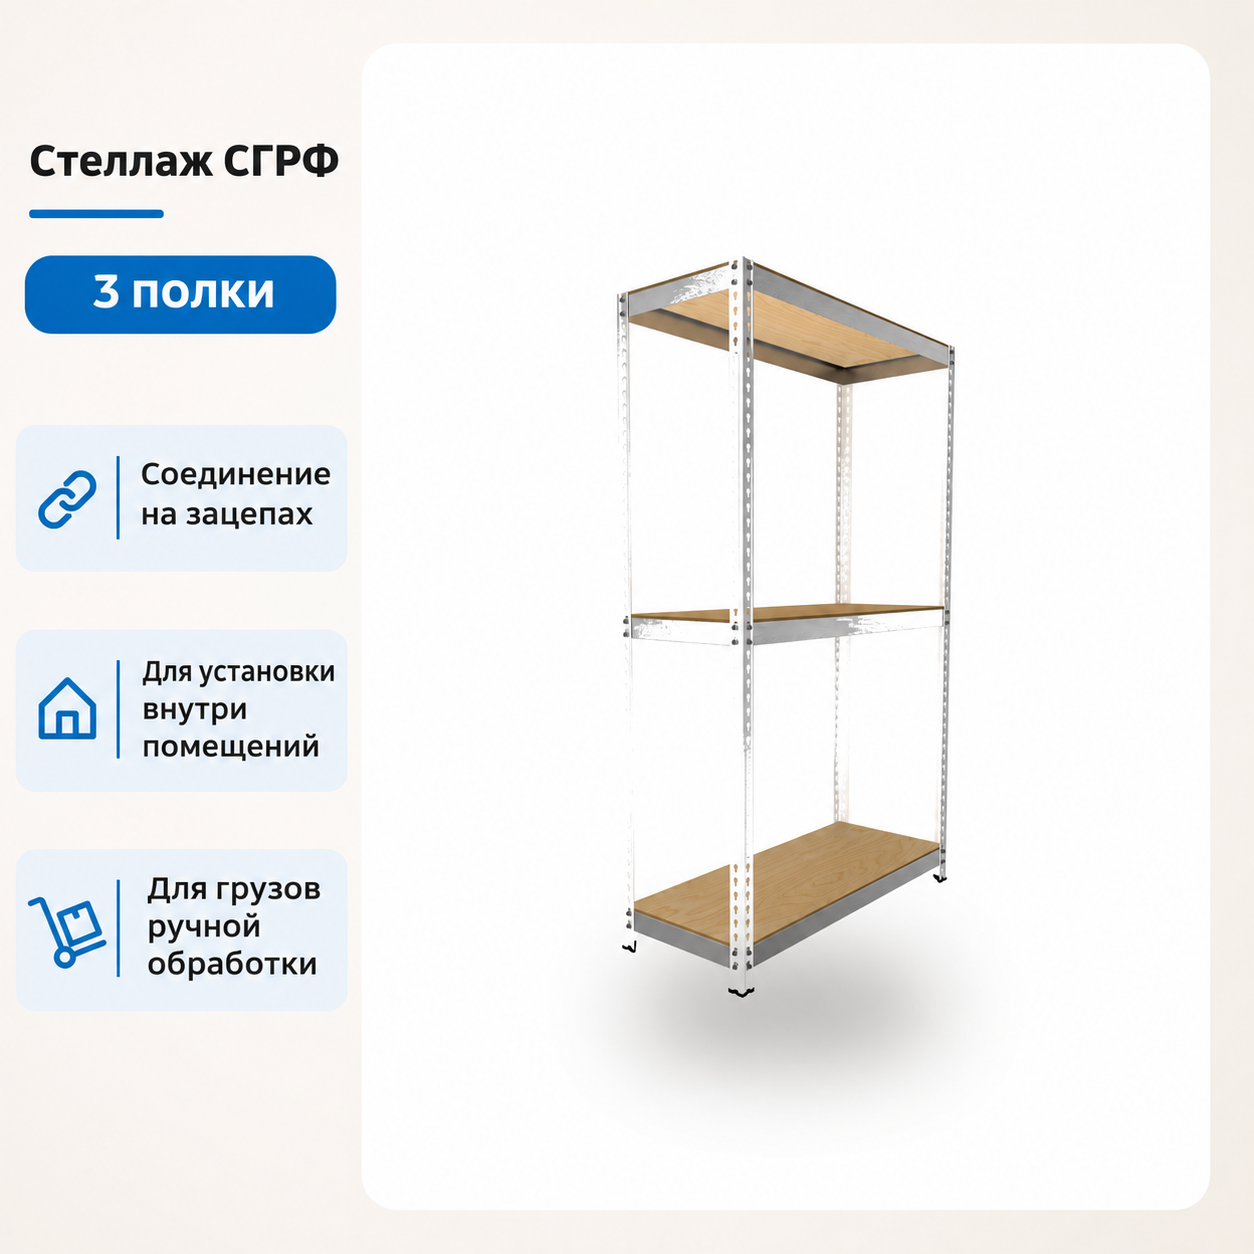 Стеллаж СГРФ
3 полки
Соединение
на зацепах
Для установки
внутри
помещений
Для грузов
ручной
обработки